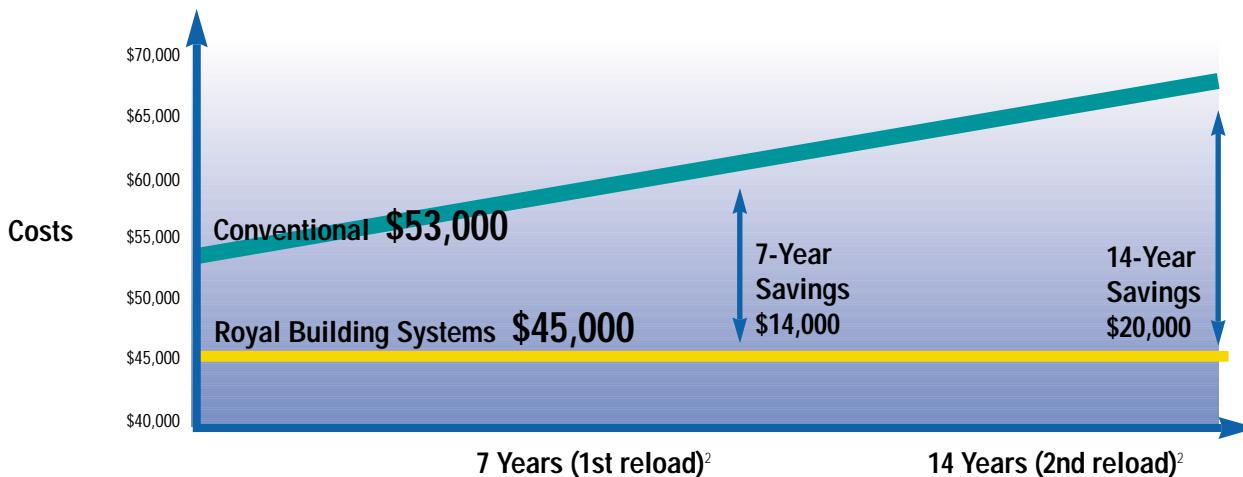 $70,000
$65,000
$60,000
Costs
$55,000
$50,000
$45,000
$40,000
Conventional $53,000
Royal Building Systems $45,000
7-Year
Savings
$14,000
14-Year
Savings
$20,000
7 Years (1st reload)²
14 Years (2nd reload)²